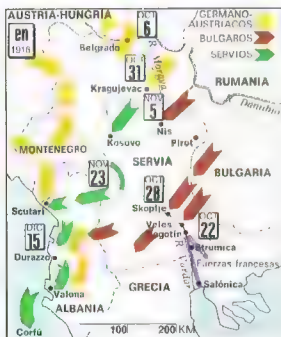 AUSTRIA-HUNGRIA
GERMANO-
AUSTRIACOS
BULGAROS
SERVIOS
en
1915
OCT
6
Belgrado
R. Morava
OCT
31
RUMANIA
Kragujevac
Danubio
NOV
5
Nis
Kosovo
Pirot
MONTENEGRO
SERVIA
NOV
23
BULGARIA
OCT
28
Skoplje
Scutari
Veles
OCT
22
DIC
15
Strumica
Durazzo
R. Vardar
Fuerzas francesas
Valona
GRECIA
Salónica
ALBANIA
100
200 KM
Corfú